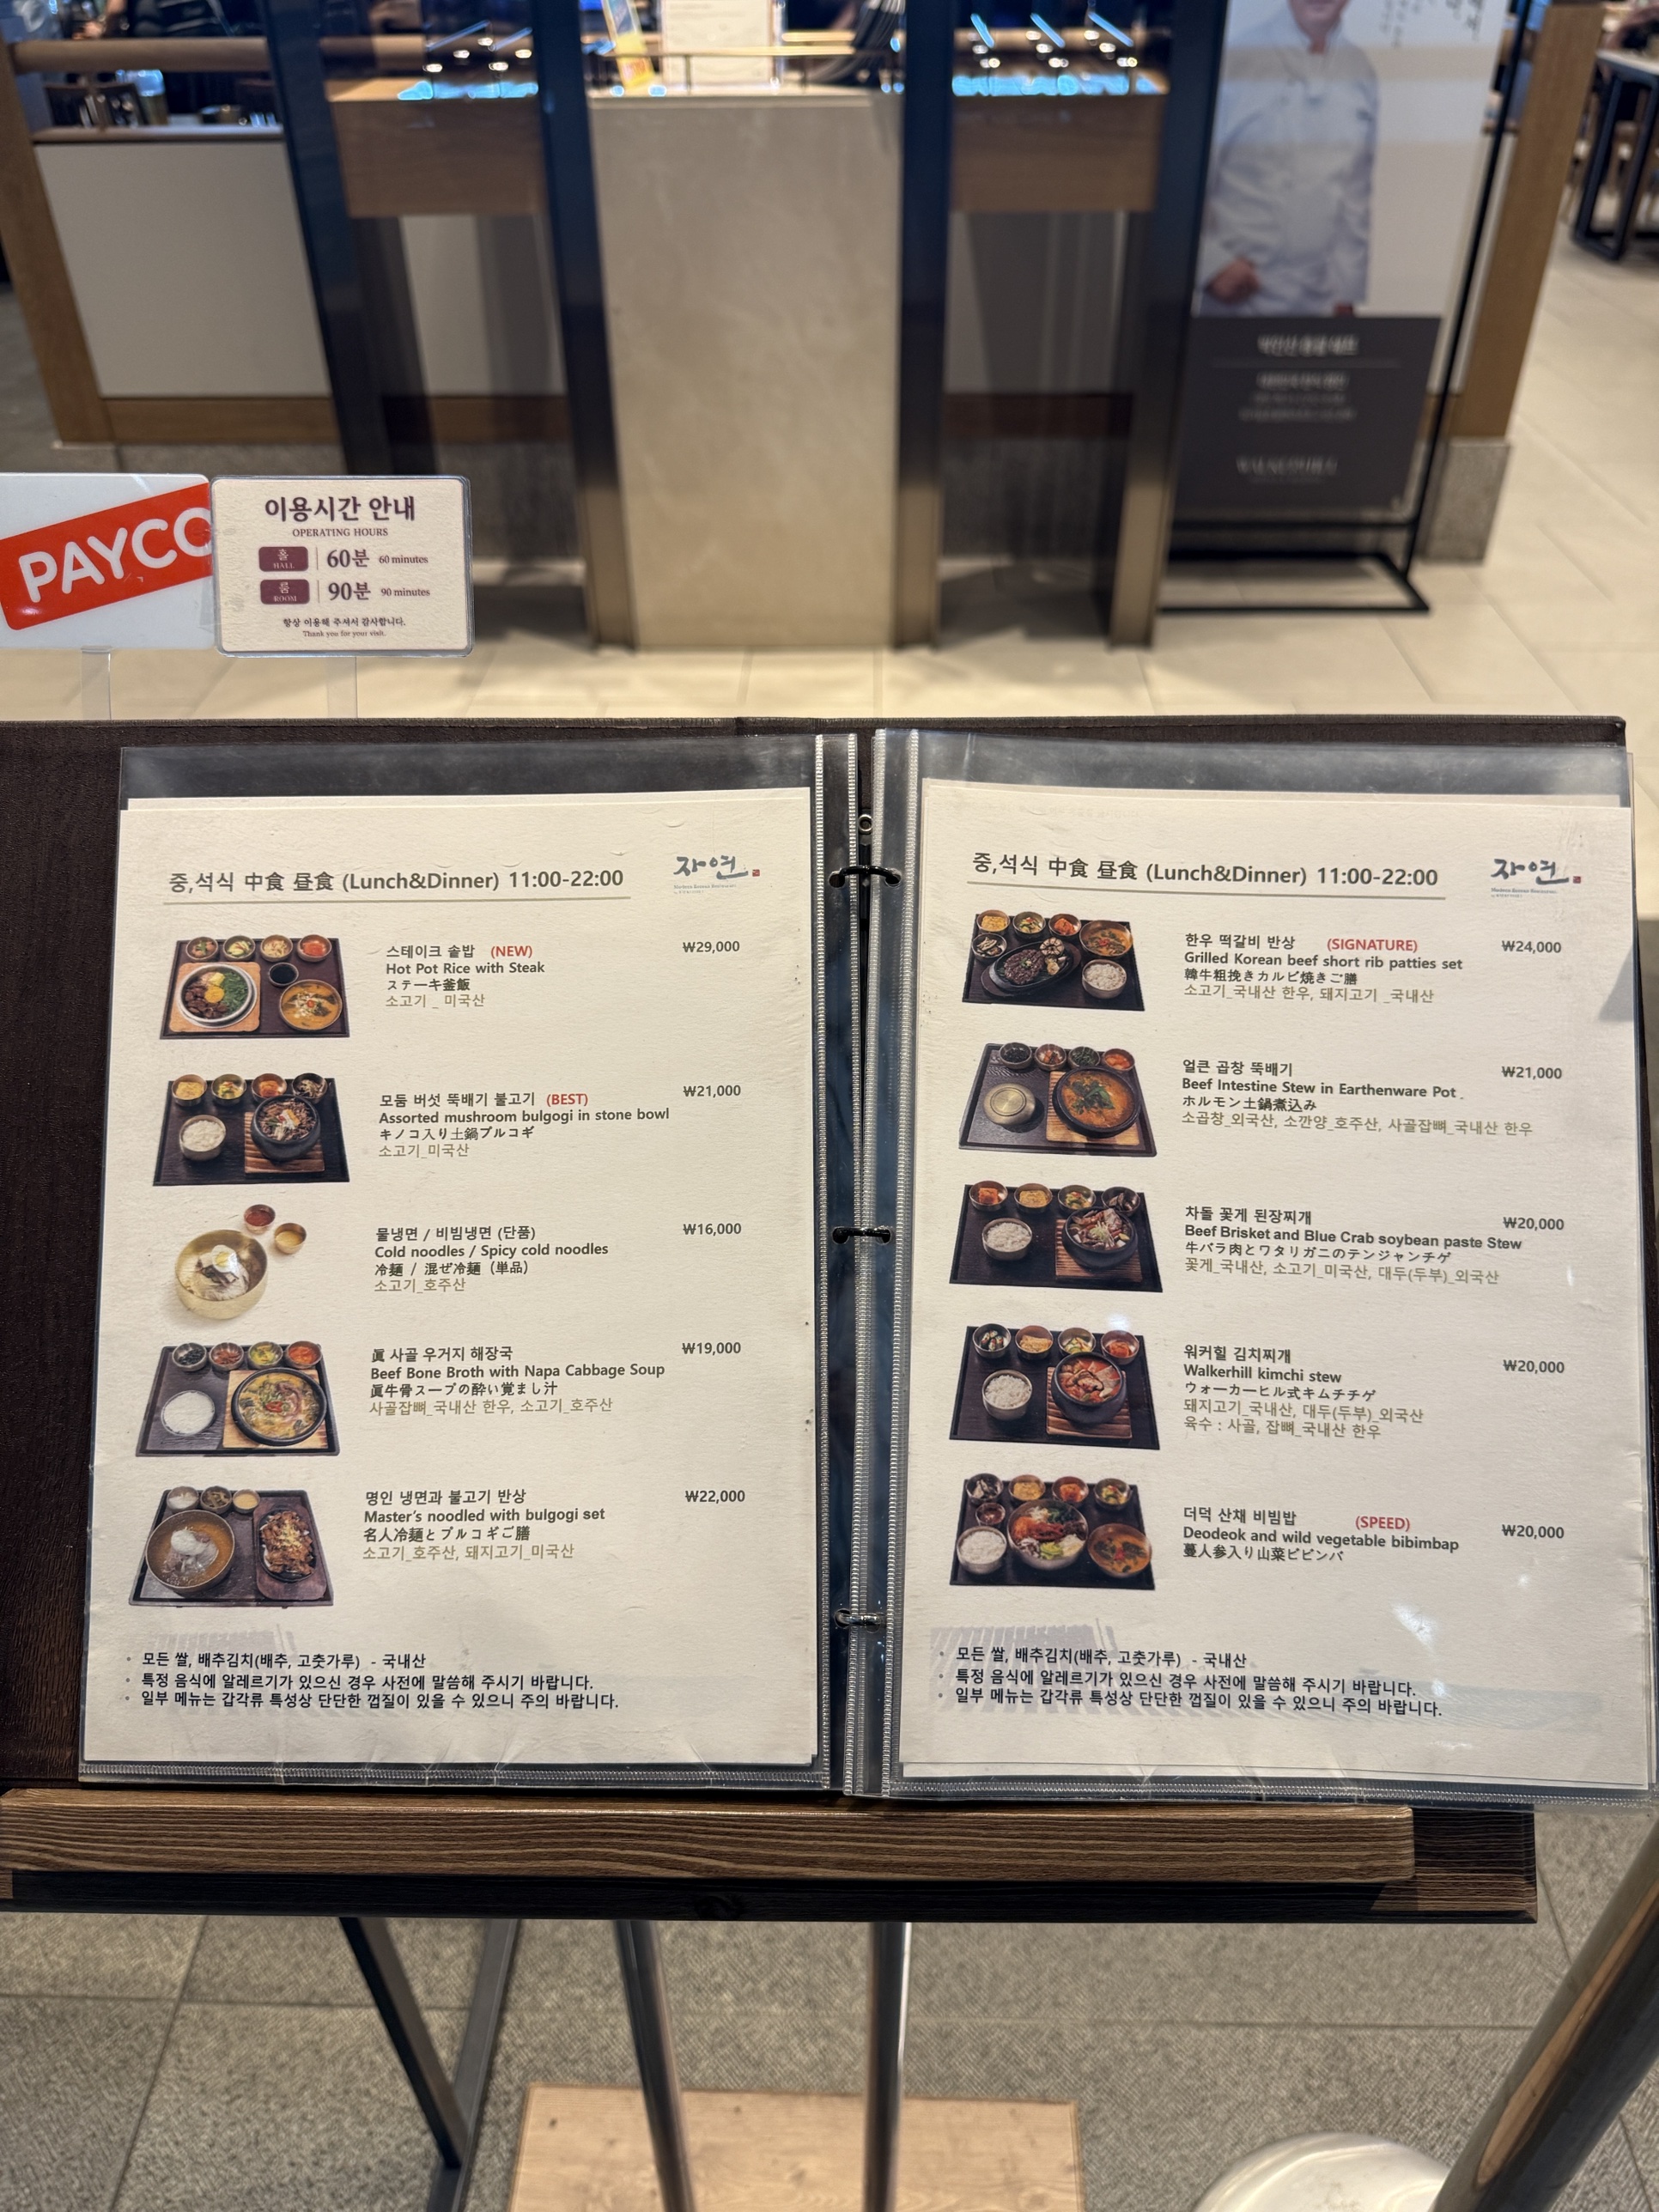 PAYCO
이용시간 안내
OPERATING HOURS
홀
HALL
60분 60 minutes
룸
ROOM
90분 90 minutes
항상 이용해 주셔서 감사합니다.
Thank you for your visit.
중,석식 中食 昼食 (Lunch&Dinner) 11:00-22:00
자연
스테이크 솥밥 (NEW) ₩29,000
Hot Pot Rice with Steak
ステーキ釜飯
소고기 _ 미국산
모둠 버섯 뚝배기 불고기 (BEST) ₩21,000
Assorted mushroom bulgogi in stone bowl
キノコ入り土鍋プルコギ
소고기_미국산
물냉면 / 비빔냉면 (단품) ₩16,000
Cold noodles / Spicy cold noodles
冷麺 / 混ぜ冷麺（単品）
소고기_호주산
眞 사골 우거지 해장국 ₩19,000
Beef Bone Broth with Napa Cabbage Soup
眞牛骨スープの酔い覚まし汁
사골잡뼈_국내산 한우, 소고기_호주산
명인 냉면과 불고기 반상 ₩22,000
Master's noodled with bulgogi set
名人冷麺とプルコギご膳
소고기_호주산, 돼지고기_미국산
• 모든 쌀, 배추김치(배추, 고춧가루) - 국내산
• 특정 음식에 알레르기가 있으신 경우 사전에 말씀해 주시기 바랍니다.
• 일부 메뉴는 갑각류 특성상 단단한 껍질이 있을 수 있으니 주의 바랍니다.
중,석식 中食 昼食 (Lunch&Dinner) 11:00-22:00
자연
한우 떡갈비 반상 (SIGNATURE) ₩24,000
Grilled Korean beef short rib patties set
韓牛粗挽きカルビ焼きご膳
소고기_국내산 한우, 돼지고기 _국내산
얼큰 곱창 뚝배기 ₩21,000
Beef Intestine Stew in Earthenware Pot .
ホルモン土鍋煮込み
소곱창_외국산, 소깐양_호주산, 사골잡뼈_국내산 한우
차돌 꽃게 된장찌개 ₩20,000
Beef Brisket and Blue Crab soybean paste Stew
牛バラ肉とワタリガニのテンジャンチゲ
꽃게_국내산, 소고기_미국산, 대두(두부)_외국산
워커힐 김치찌개 ₩20,000
Walkerhill kimchi stew
ウォーカーヒル式キムチチゲ
돼지고기_국내산, 대두(두부)_외국산
육수 : 사골, 잡뼈_국내산 한우
더덕 산채 비빔밥 (SPEED) ₩20,000
Deodeok and wild vegetable bibimbap
蔓人参入り山菜ビビンバ
• 모든 쌀, 배추김치(배추, 고춧가루) - 국내산
• 특정 음식에 알레르기가 있으신 경우 사전에 말씀해 주시기 바랍니다.
• 일부 메뉴는 갑각류 특성상 단단한 껍질이 있을 수 있으니 주의 바랍니다.